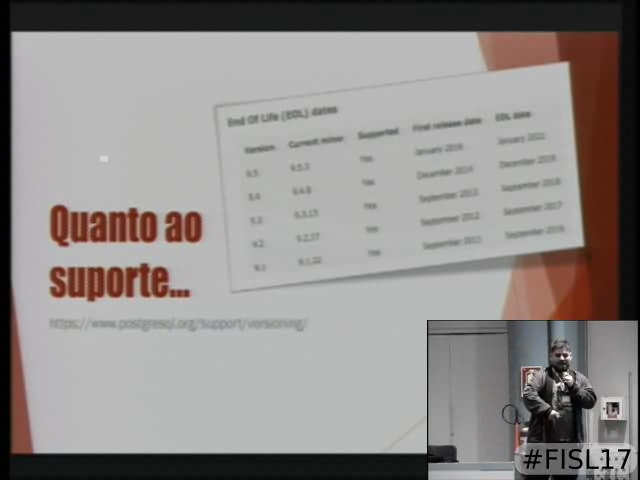 End Of Life (EOL) dates
Version Current minor Supported First release date EOL date
9.5 9.5.3 Yes January 2016 January 2021
9.4 9.4.8 Yes December 2014 December 2019
9.3 9.3.13 Yes September 2013 September 2018
9.2 9.2.17 Yes September 2012 September 2017
9.1 9.1.22 Yes September 2011 September 2016
Quanto ao
suporte...
https://www.postgresql.org/support/versioning/
#FISL17